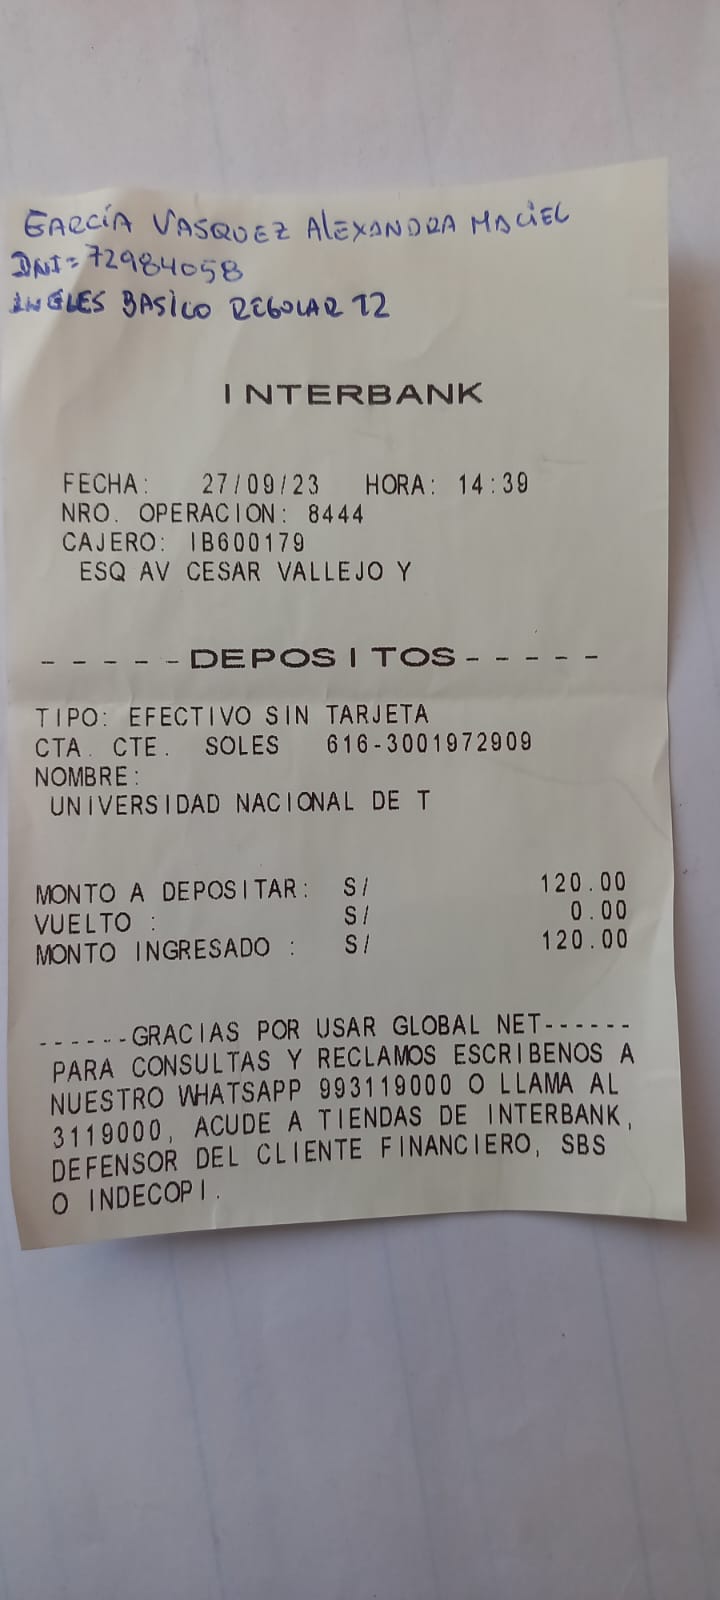 GARCÍA VASQUEZ ALEXANDRA MACIEL
DNI=72984058
INGLES BASICO REGULAR 12
INTERBANK
FECHA: 27/09/23 HORA: 14:39
NRO. OPERACION: 8444
CAJERO: IB600179
ESQ AV CESAR VALLEJO Y
-----DEPOSITOS-----
TIPO: EFECTIVO SIN TARJETA
CTA. CTE. SOLES 616-3001972909
NOMBRE:
UNIVERSIDAD NACIONAL DE T
MONTO A DEPOSITAR: S/ 120.00
VUELTO : S/ 0.00
MONTO INGRESADO : S/ 120.00
------GRACIAS POR USAR GLOBAL NET------
PARA CONSULTAS Y RECLAMOS ESCRIBENOS A
NUESTRO WHATSAPP 993119000 O LLAMA AL
3119000, ACUDE A TIENDAS DE INTERBANK,
DEFENSOR DEL CLIENTE FINANCIERO, SBS
O INDECOPI.